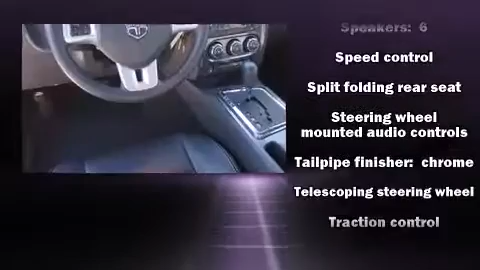 Speakers:  6
Speed control
Split folding rear seat
Steering wheel
mounted audio controls
Tailpipe finisher:  chrome
Telescoping steering wheel
Traction control